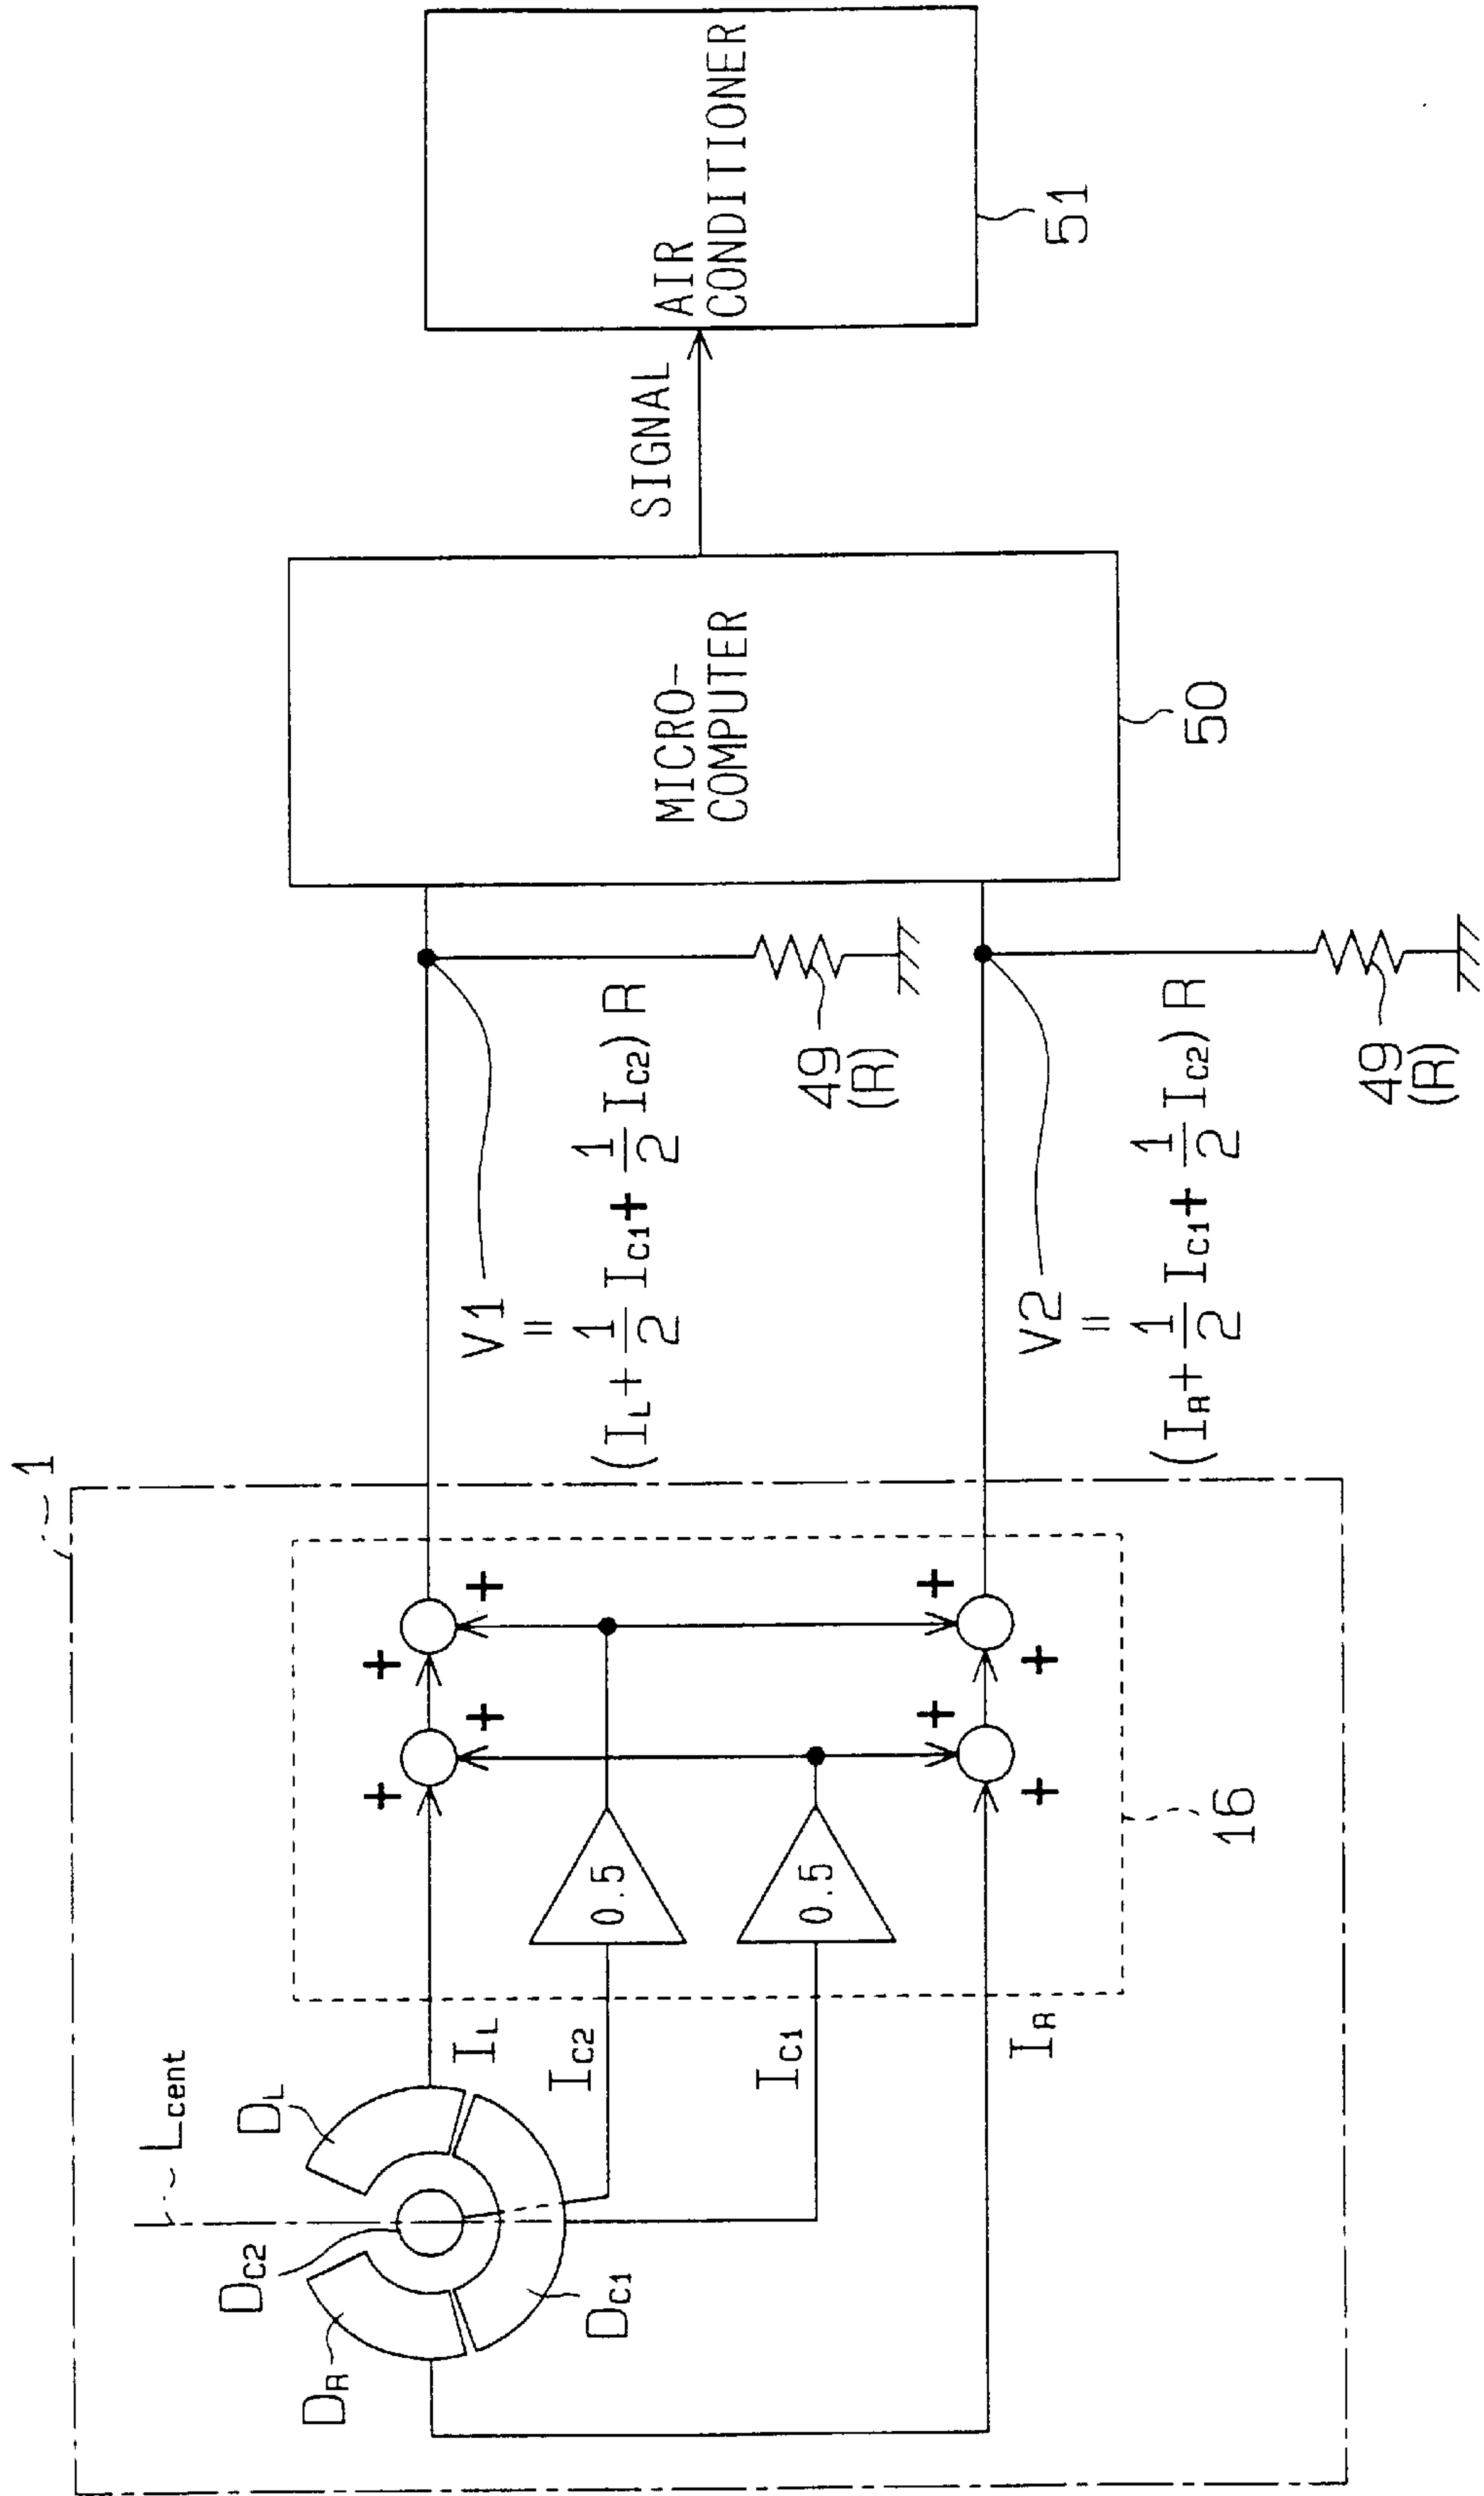 1
Lcent
DL
DC2
DR
DC1
IL
IC2
IC1
IR
0.5
0.5
+
+
+
+
+
+
+
+
16
V1
=
(IL+1/2 IC1+1/2 IC2) R
49
(R)
V2
=
(IR+1/2 IC1+1/2 IC2) R
49
(R)
MICRO-
COMPUTER
50
SIGNAL
AIR
CONDITIONER
51